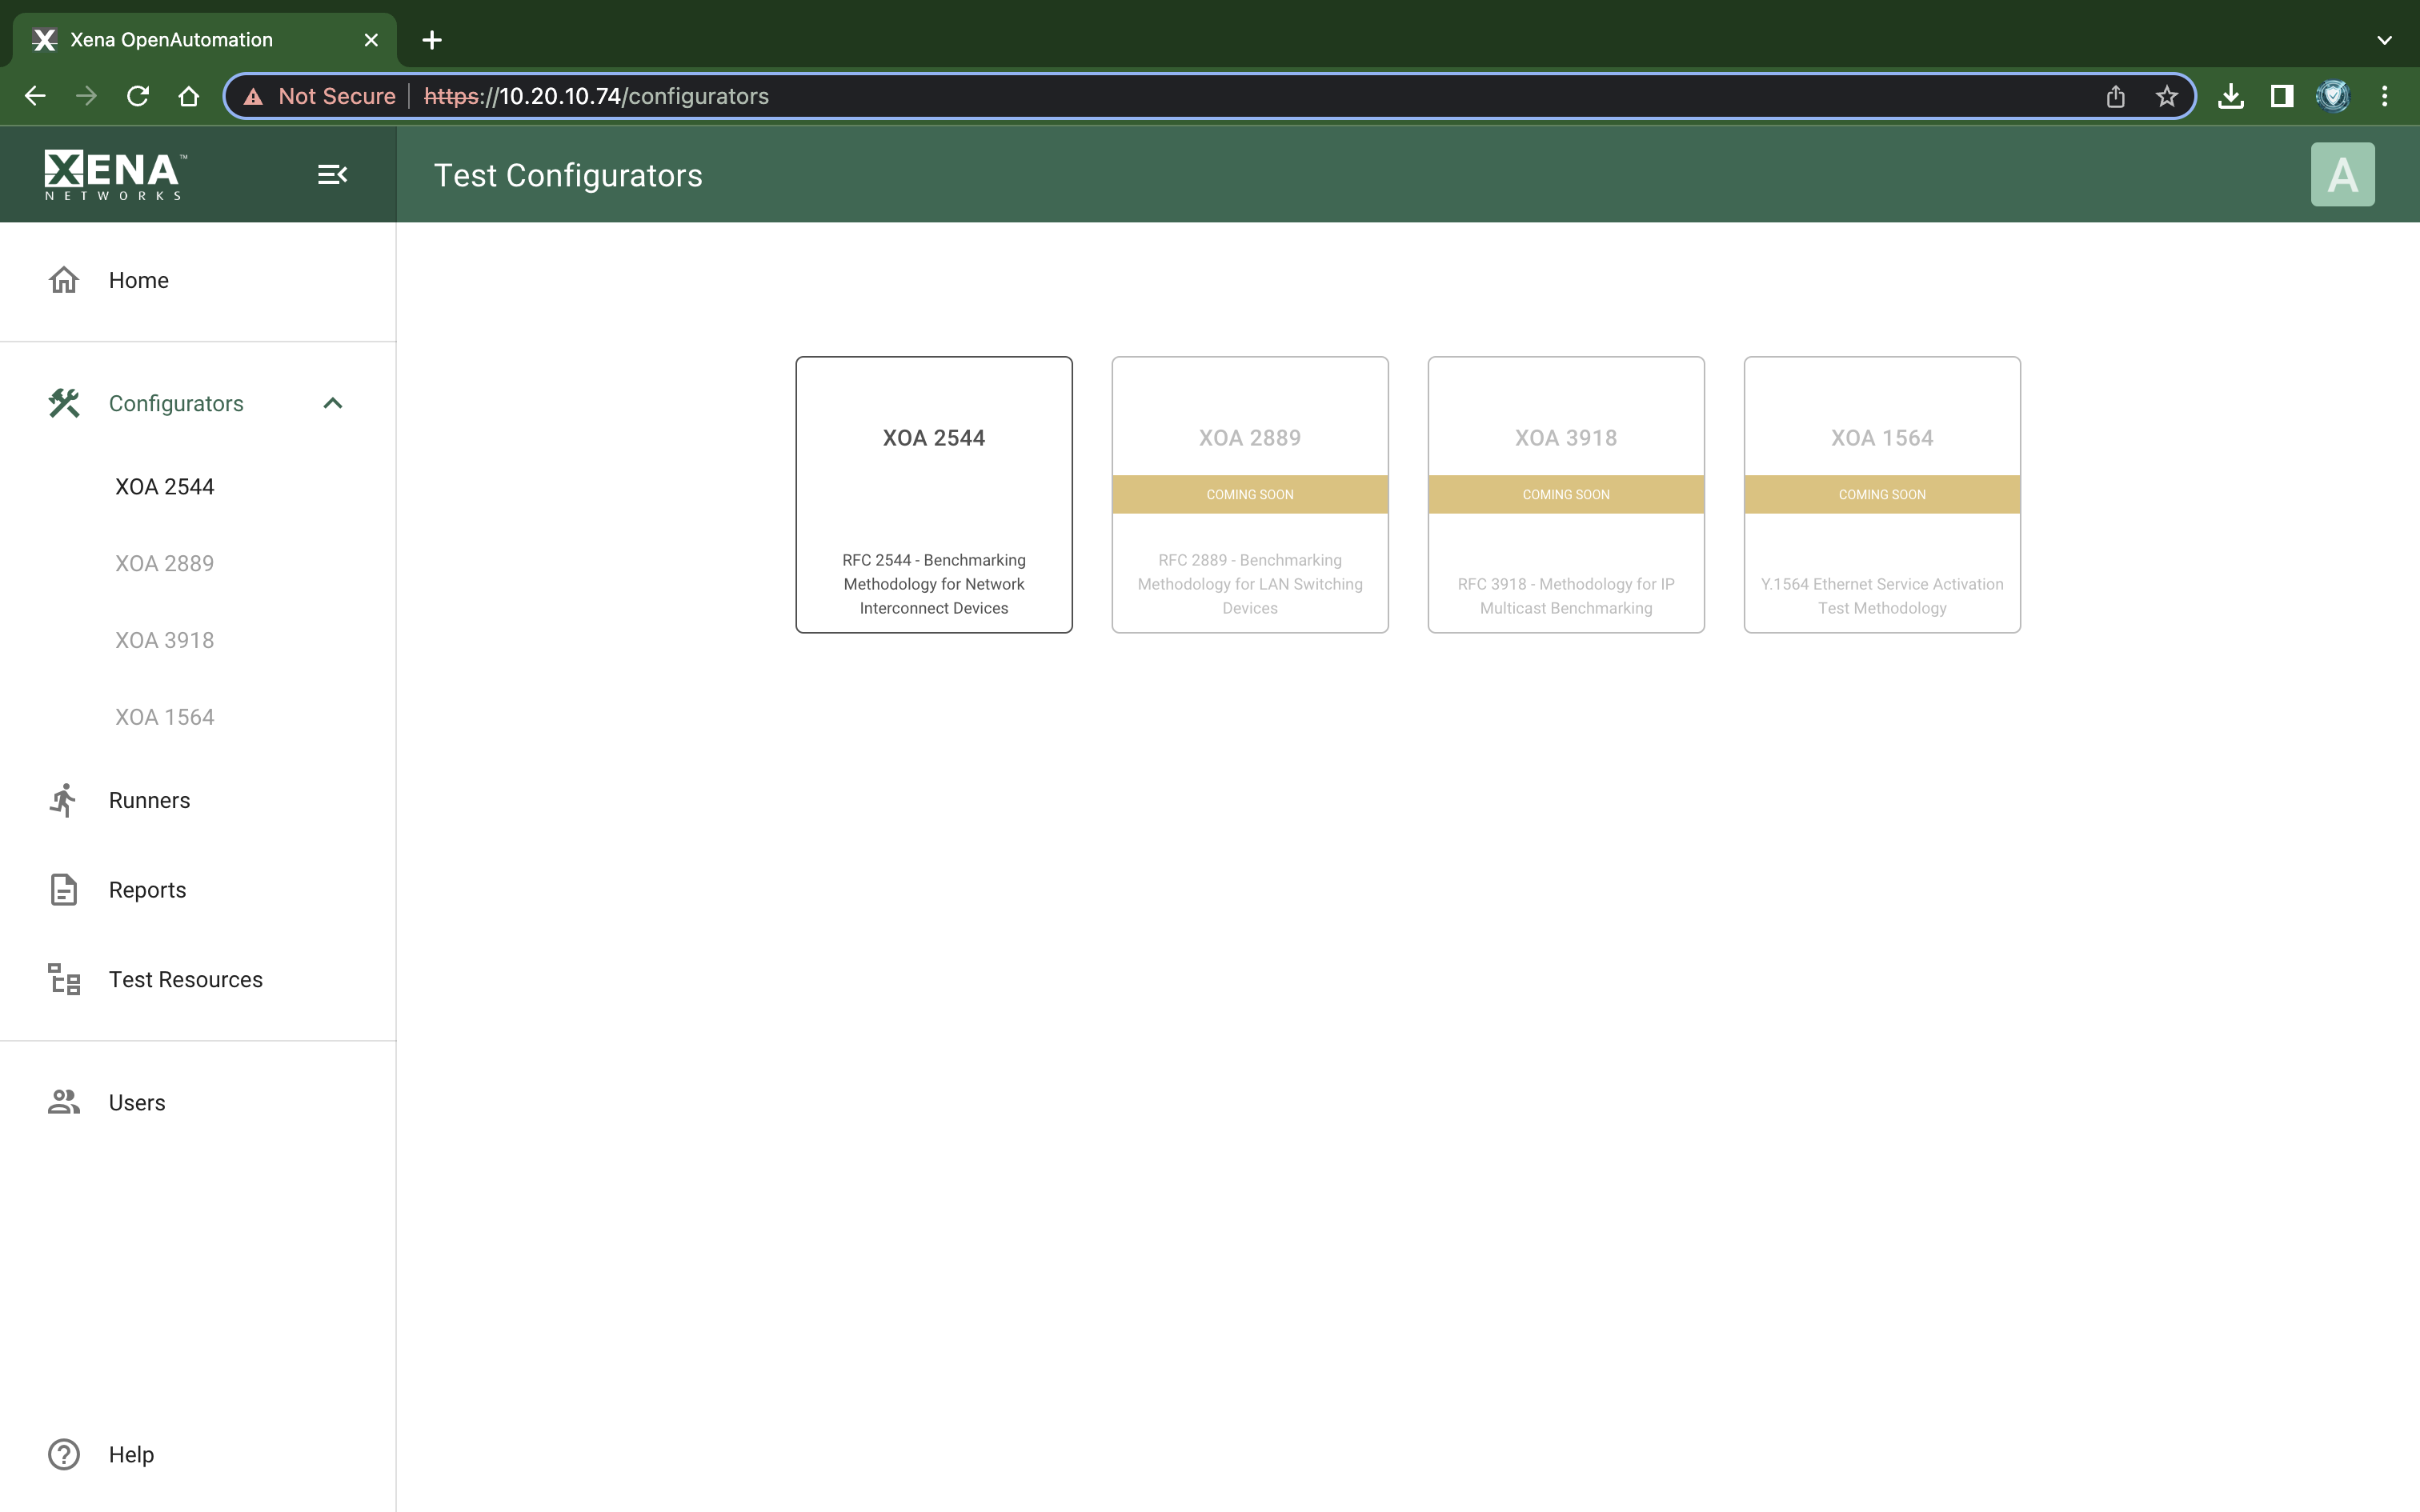 Xena OpenAutomation
Not Secure https://10.20.10.74/configurators
XENA™
NETWORKS
Test Configurators
A
Home
Configurators
XOA 2544
XOA 2889
XOA 3918
XOA 1564
Runners
Reports
Test Resources
Users
Help
XOA 2544
RFC 2544 - Benchmarking
Methodology for Network
Interconnect Devices
XOA 2889
COMING SOON
RFC 2889 - Benchmarking
Methodology for LAN Switching
Devices
XOA 3918
COMING SOON
RFC 3918 - Methodology for IP
Multicast Benchmarking
XOA 1564
COMING SOON
Y.1564 Ethernet Service Activation
Test Methodology